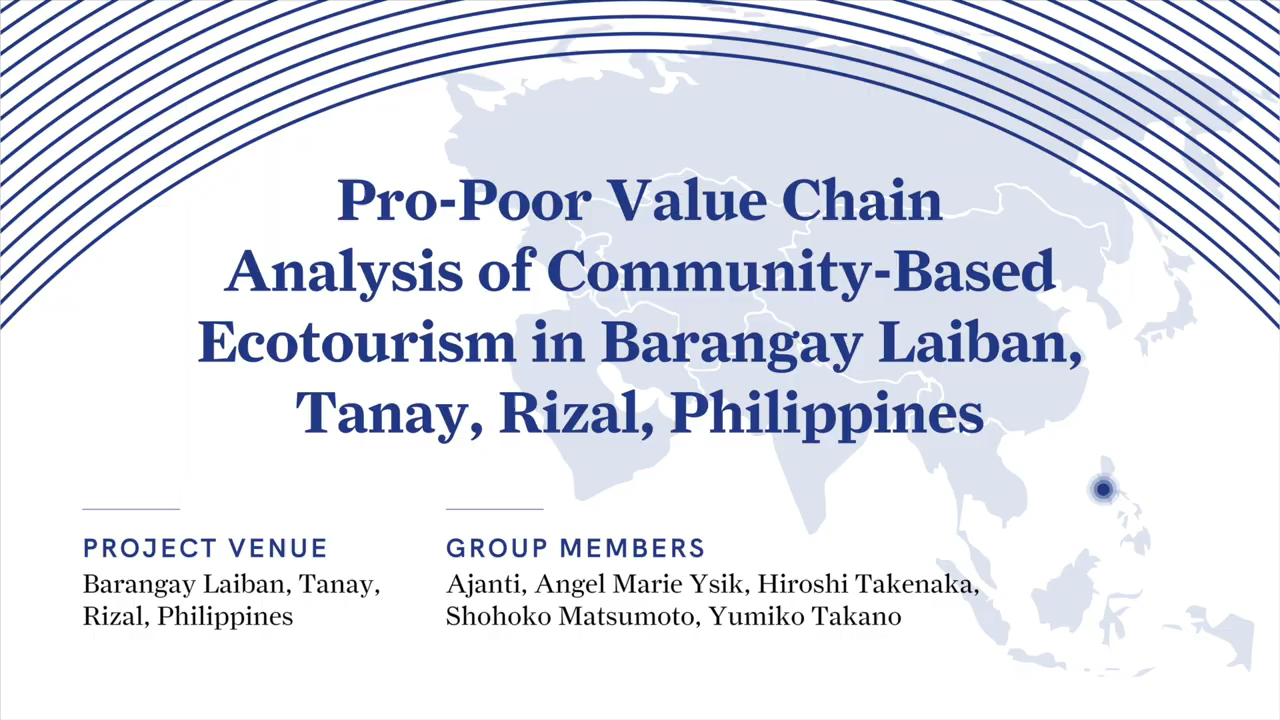 Pro-Poor Value Chain
Analysis of Community-Based
Ecotourism in Barangay Laiban,
Tanay, Rizal, Philippines
PROJECT VENUE
Barangay Laiban, Tanay,
Rizal, Philippines
GROUP MEMBERS
Ajanti, Angel Marie Ysik, Hiroshi Takenaka,
Shohoko Matsumoto, Yumiko Takano